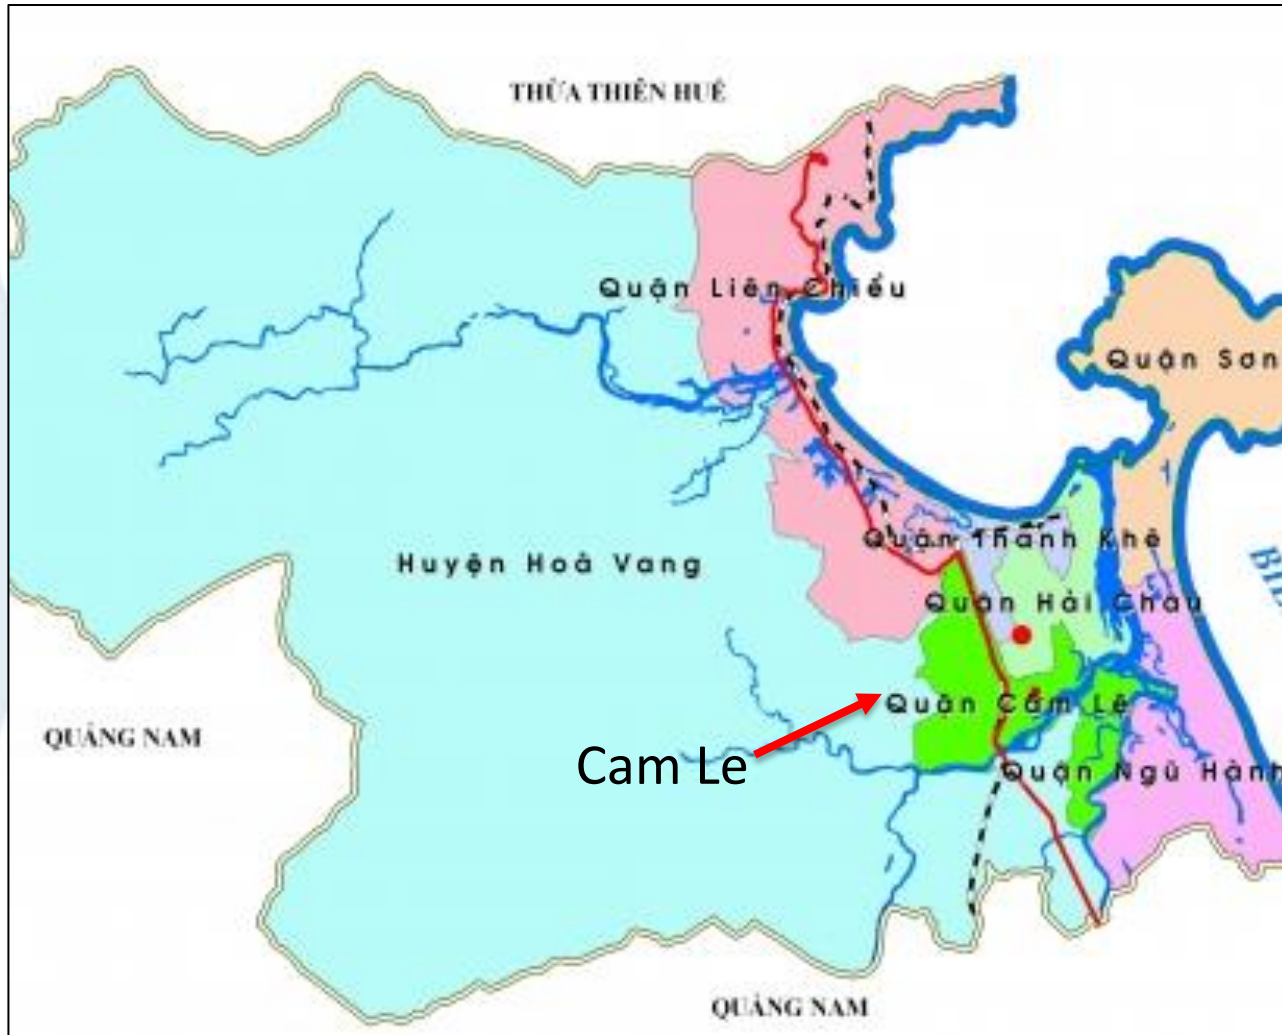 THỪA THIÊN HUẾ
Quận Liên Chiểu
Quận Sơn
Quận Thanh Khê
Huyện Hoà Vang
Quận Hải Châu
Quận Cẩm Lệ
QUẢNG NAM
Cam Le
Quận Ngũ Hành
QUẢNG NAM